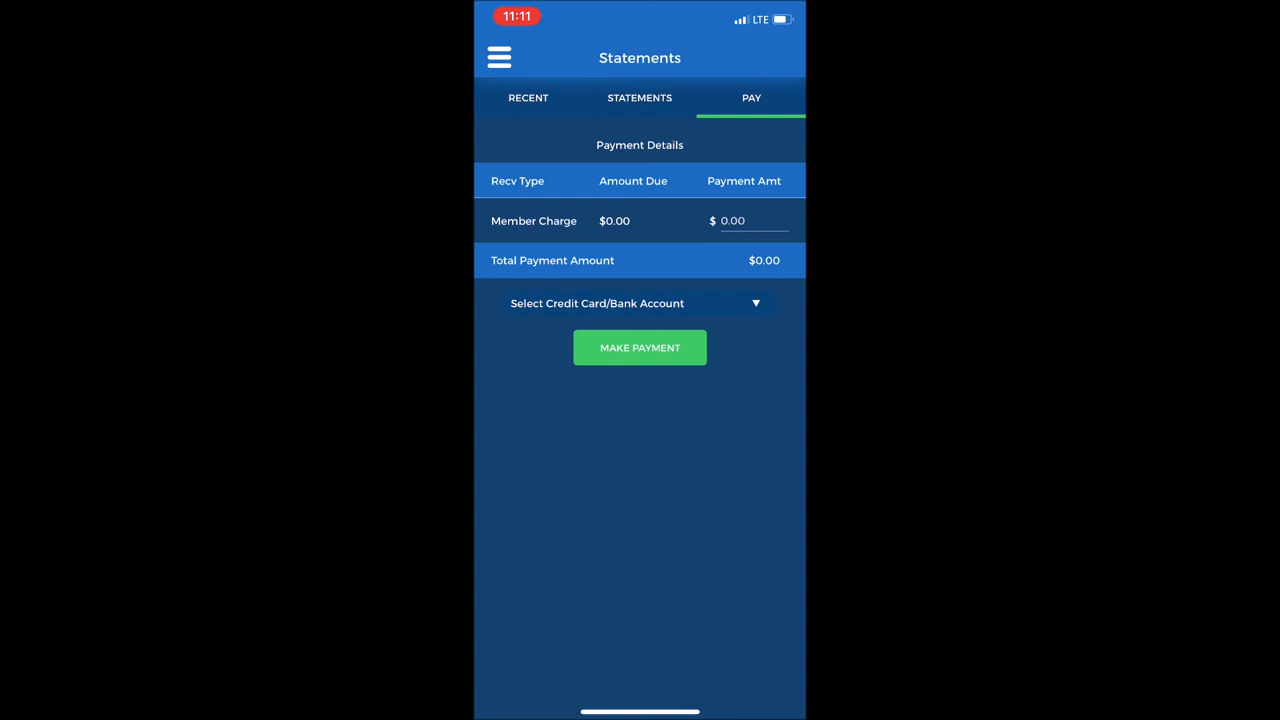 11:11 LTE
Statements
RECENT STATEMENTS PAY
Payment Details
Recv Type Amount Due Payment Amt
Member Charge $0.00 $ 0.00
Total Payment Amount $0.00
Select Credit Card/Bank Account
MAKE PAYMENT